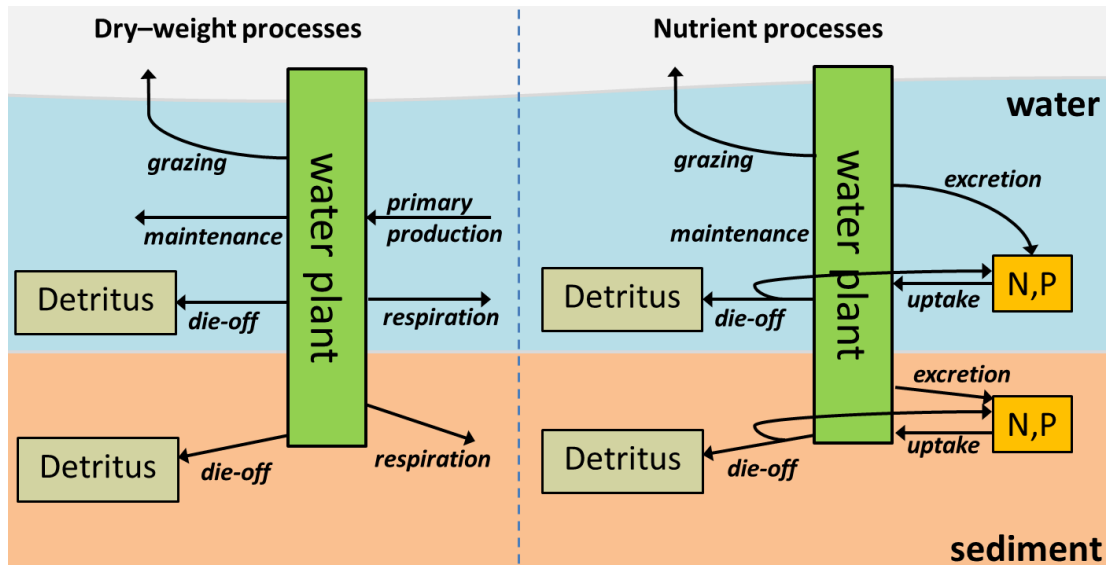 Dry–weight processes
grazing
maintenance
primary
production
water plant
Detritus
die-off
respiration
Detritus
die-off
respiration
Nutrient processes
water
grazing
excretion
maintenance
water plant
Detritus
die-off
uptake
N,P
excretion
Detritus
die-off
uptake
N,P
sediment